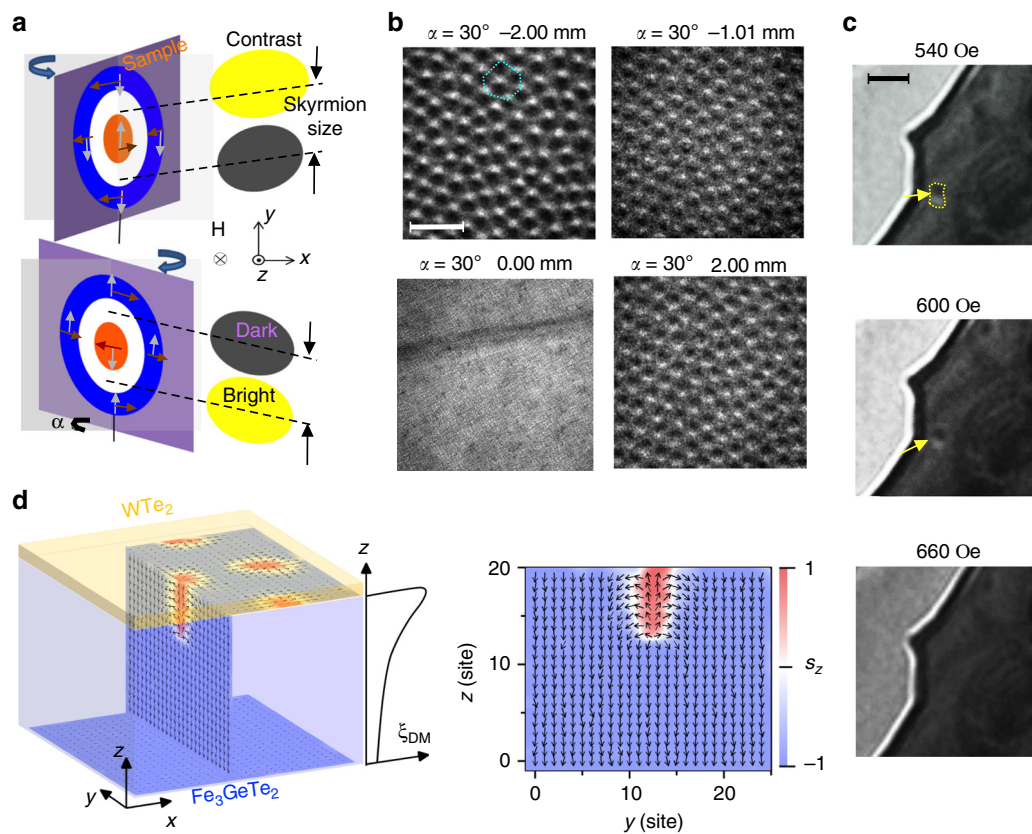 a
Sample
Contrast
Skyrmion
size
H
y
x
z
Dark
Bright
α
b
α = 30° –2.00 mm
α = 30° –1.01 mm
α = 30° 0.00 mm
α = 30° 2.00 mm
c
540 Oe
600 Oe
660 Oe
d
WTe₂
z
ξDM
z
y
x
Fe₃GeTe₂
20
10
0
z (site)
0
10
20
y (site)
1
sz
–1